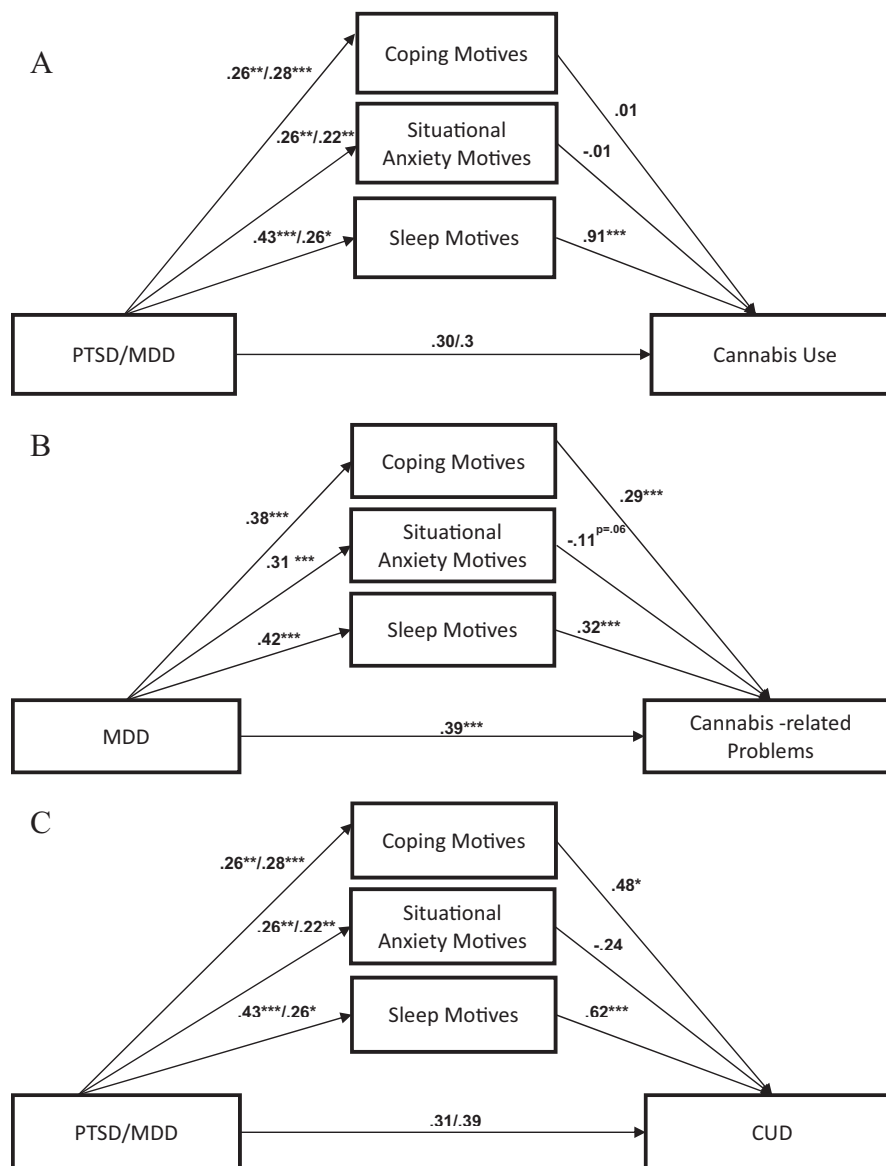 A
Coping Motives
.26**/.28***
.01
Situational
Anxiety Motives
.26**/.22**
-.01
Sleep Motives
.43***/.26*
.91***
PTSD/MDD
.30/.3
Cannabis Use
B
Coping Motives
.38***
.29***
Situational
Anxiety Motives
.31 ***
-.11p=.06
Sleep Motives
.42***
.32***
MDD
.39***
Cannabis -related
Problems
C
Coping Motives
.26**/.28***
.48*
Situational
Anxiety Motives
.26**/.22**
-.24
Sleep Motives
.43***/.26*
.62***
PTSD/MDD
.31/.39
CUD